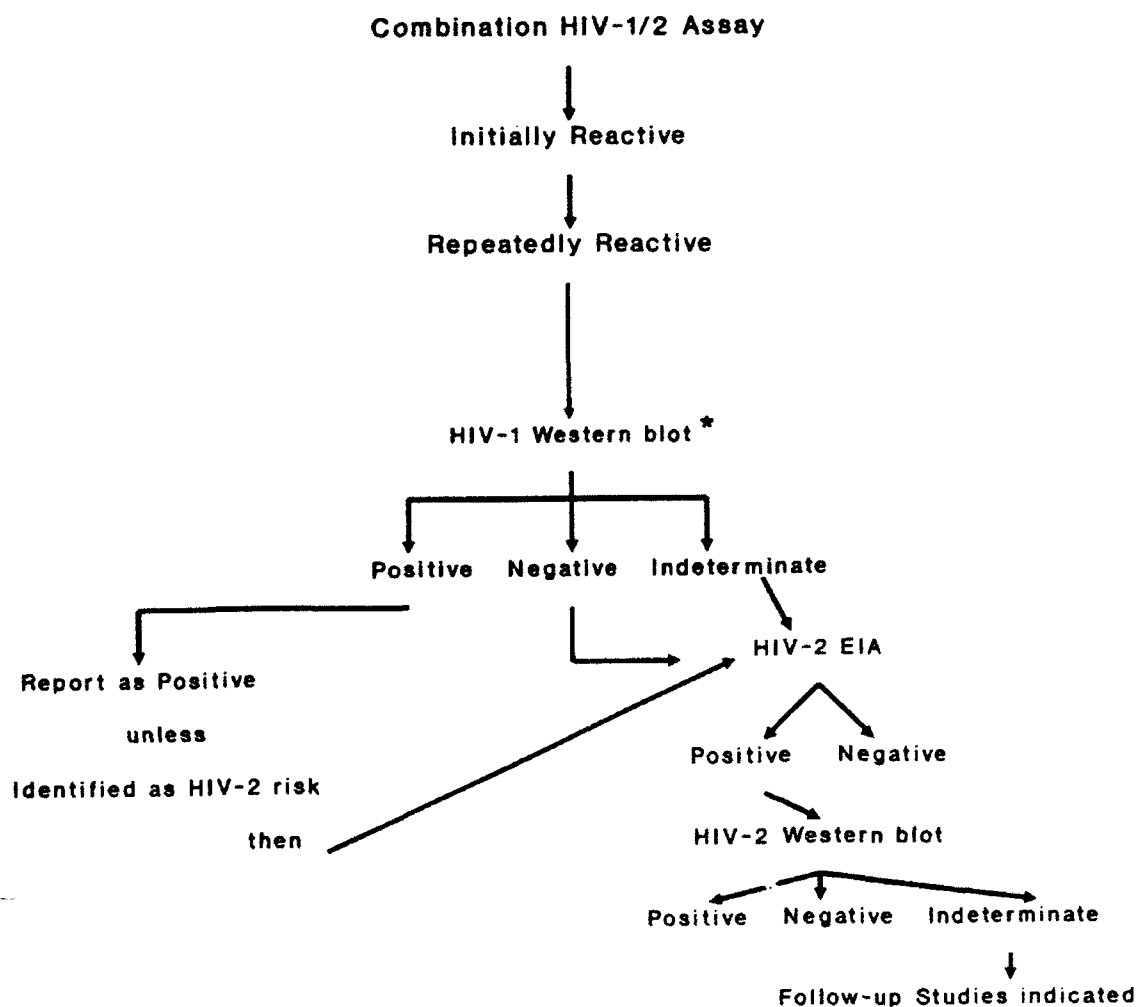 Combination HIV-1/2 Assay
Initially Reactive
Repeatedly Reactive
HIV-1 Western blot *
Positive Negative Indeterminate
HIV-2 EIA
Report as Positive
unless
Identified as HIV-2 risk
then
Positive Negative
HIV-2 Western blot
Positive Negative Indeterminate
Follow-up Studies indicated